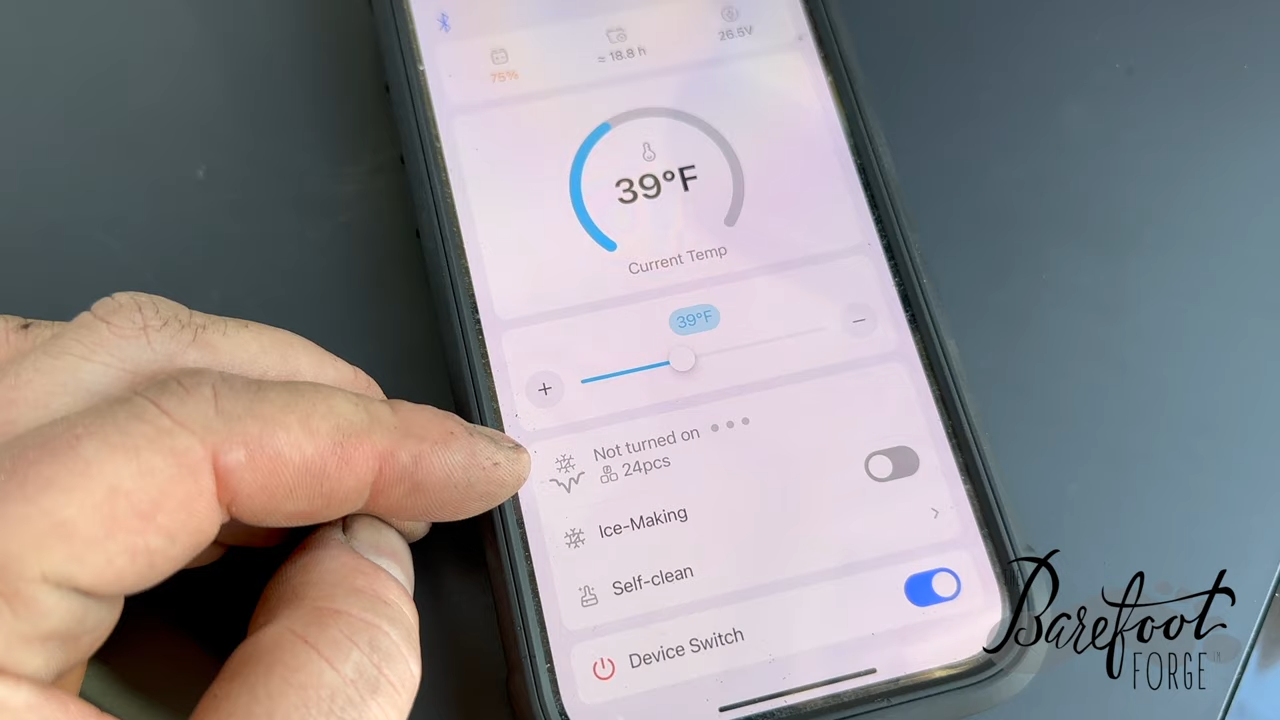 75%
≈ 18.8 h
26.5V
39°F
Current Temp
39°F
+
−
Not turned on
24pcs
Ice-Making
Self-clean
Device Switch
Barefoot
FORGE